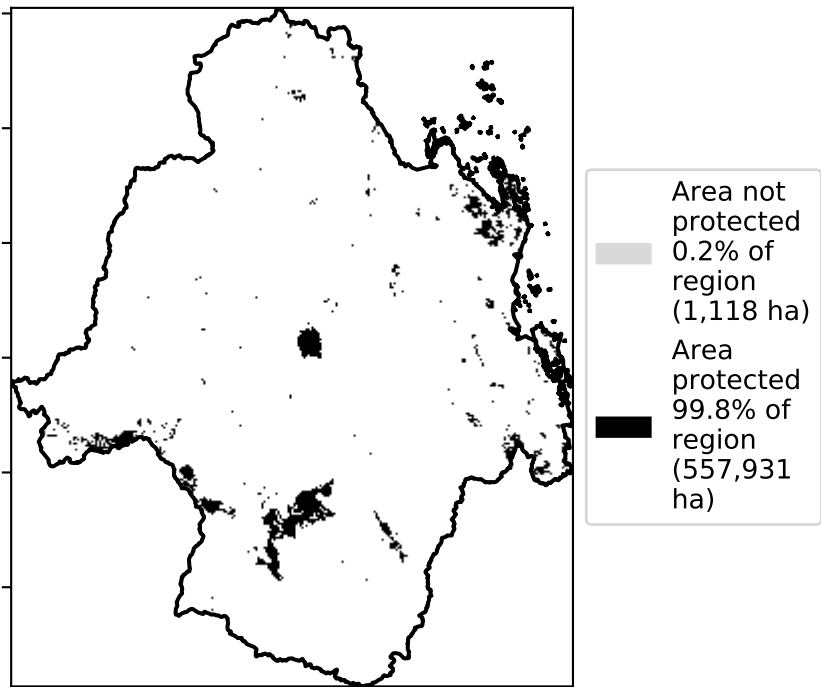 Area not
protected
0.2% of
region
(1,118 ha)
Area
protected
99.8% of
region
(557,931
ha)